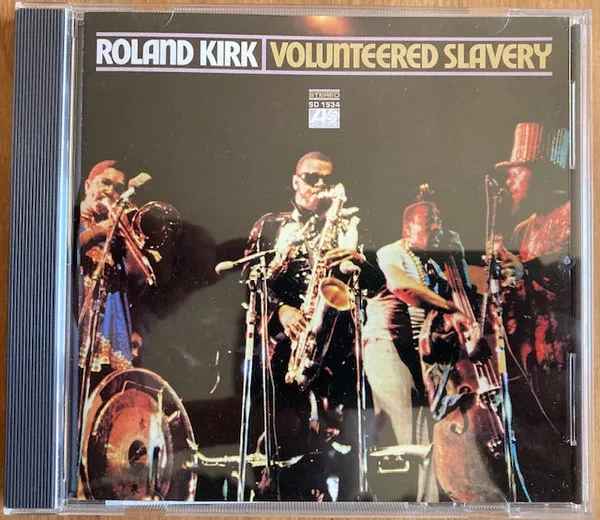 ROLAND KIRK VOLUNTEERED SLAVERY
STEREO
SD 1534